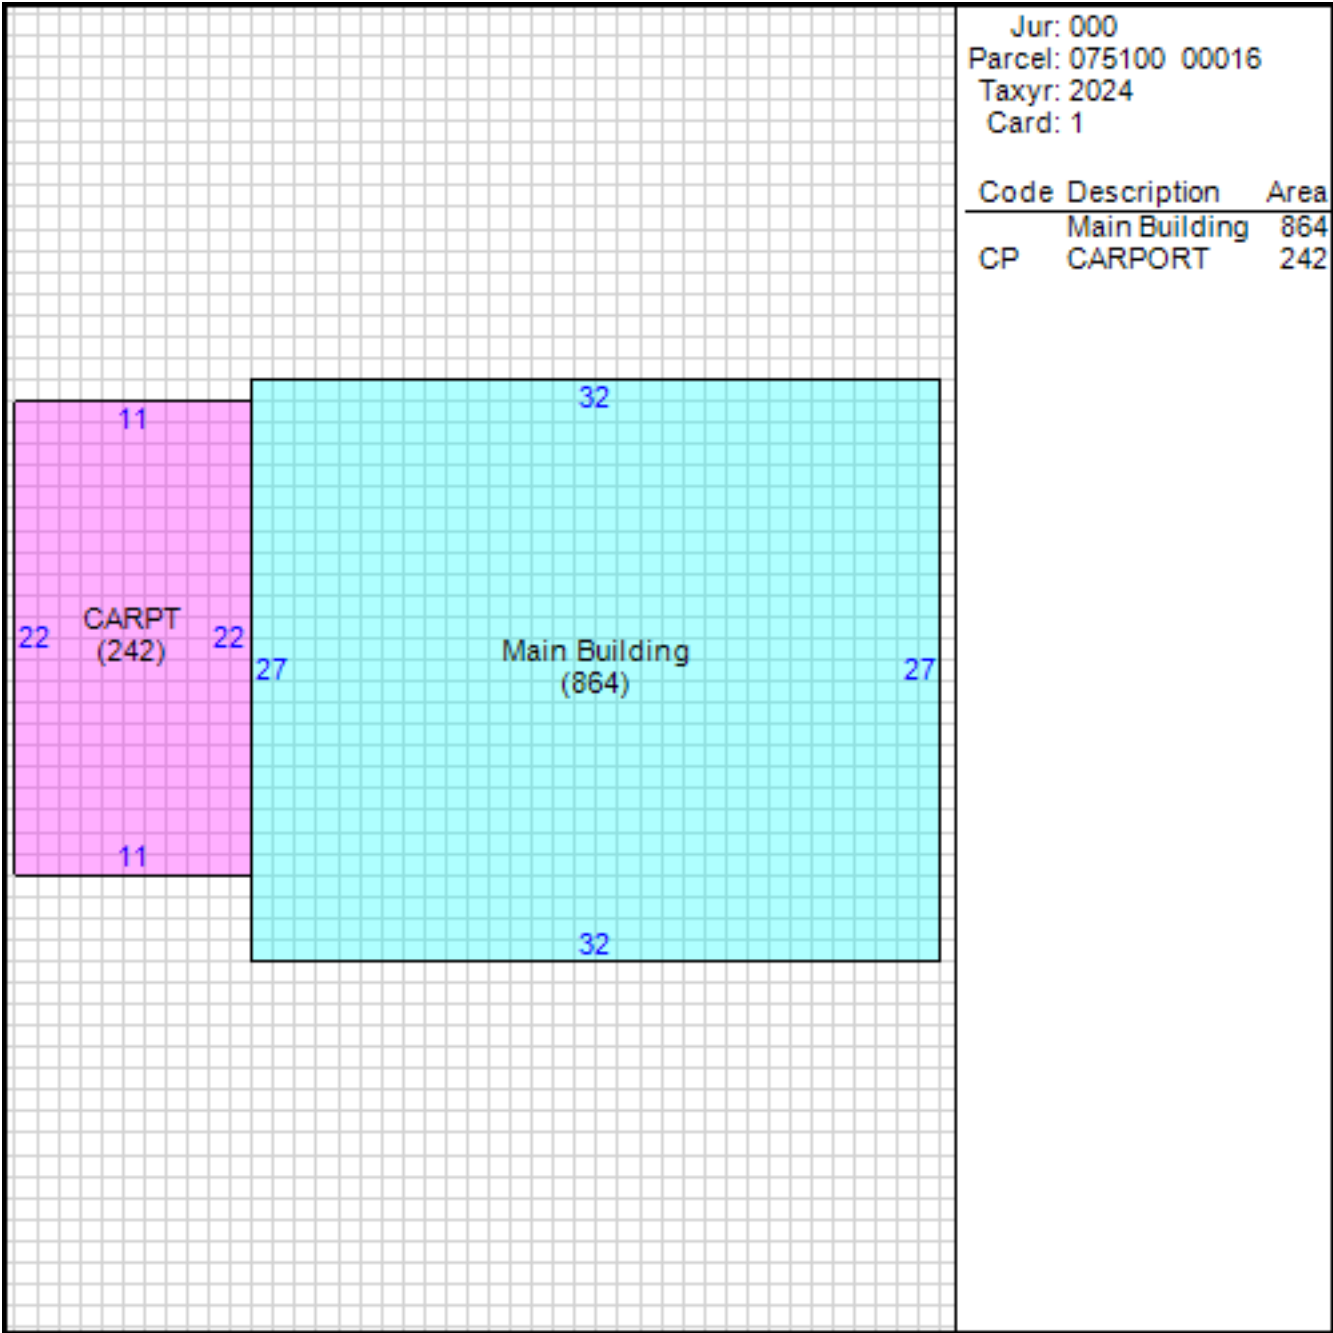 Jur: 000
Parcel: 075100 00016
Taxyr: 2024
Card: 1
Code Description Area
Main Building 864
CP CARPORT 242
32
11
CARPT
22 22
(242)
Main Building
27 27
(864)
11
32